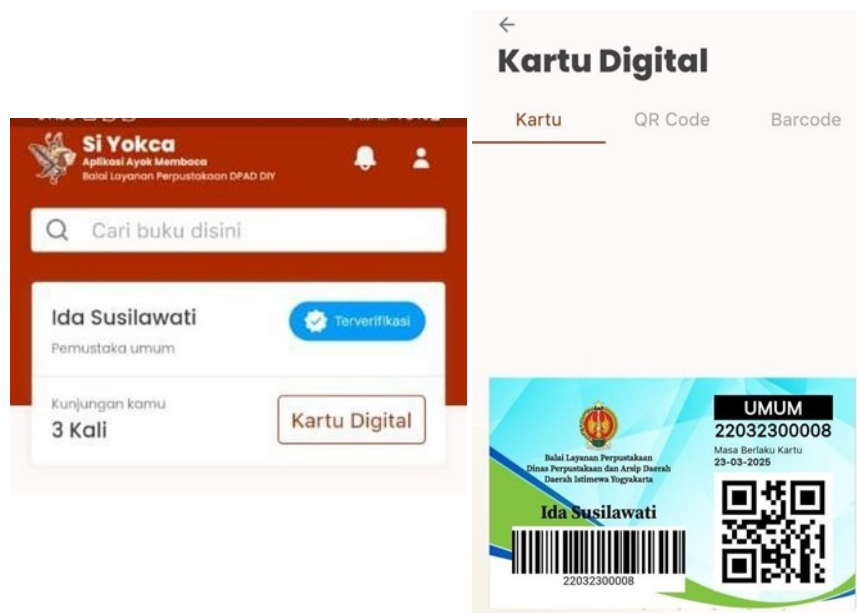 Si Yokca
Aplikasi Ayok Membaca
Balai Layanan Perpustakaan DPAD DIY
Cari buku disini
Ida Susilawati
Terverifikasi
Pemustaka umum
Kunjungan kamu
3 Kali
Kartu Digital
Kartu Digital
Kartu
QR Code
Barcode
Balai Layanan Perpustakaan
Dinas Perpustakaan dan Arsip Daerah
Daerah Istimewa Yogyakarta
Ida Susilawati
22032300008
UMUM
22032300008
Masa Berlaku Kartu
23-03-2025